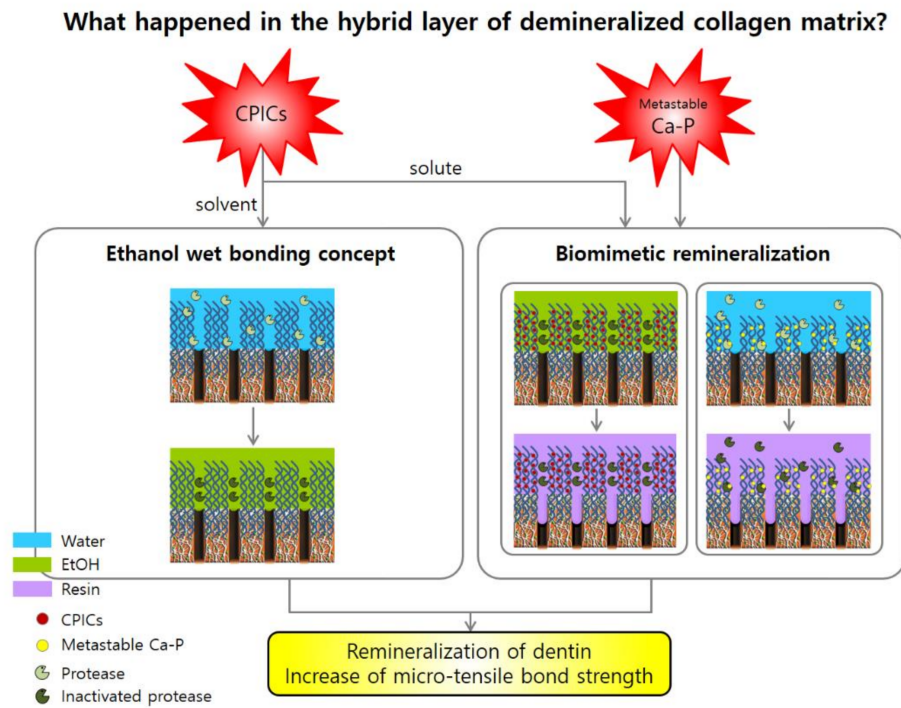 What happened in the hybrid layer of demineralized collagen matrix?
CPICs
Metastable
Ca-P
solute
solvent
Ethanol wet bonding concept
Biomimetic remineralization
Water
EtOH
Resin
CPICs
Metastable Ca-P
Protease
Inactivated protease
Remineralization of dentin
Increase of micro-tensile bond strength